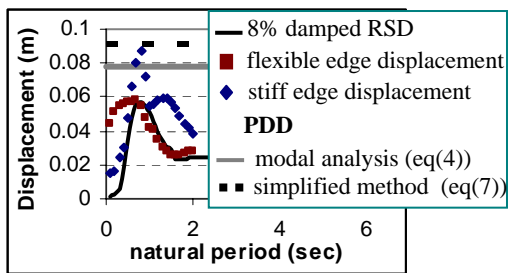 0.1
0.08
0.06
0.04
0.02
0
Displacement (m)
0
2
4
6
natural period (sec)
8% damped RSD
flexible edge displacement
stiff edge displacement
PDD
modal analysis (eq(4))
simplified method (eq(7))